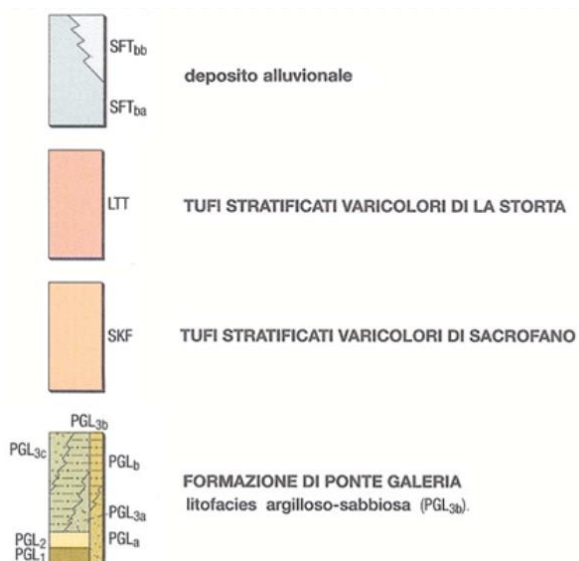 SFTbb
deposito alluvionale
SFTba
LTT
TUFI STRATIFICATI VARICOLORI DI LA STORTA
SKF
TUFI STRATIFICATI VARICOLORI DI SACROFANO
PGL3b
PGL3c
PGLb
FORMAZIONE DI PONTE GALERIA
litofacies argilloso-sabbiosa (PGL3b).
PGL3a
PGL2
PGLa
PGL1